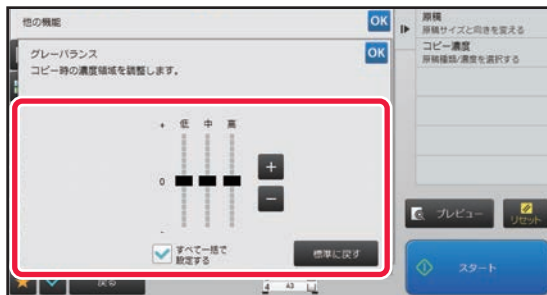 他の機能
OK
グレーバランス
コピー時の濃度領域を調整します。
OK
+ 低 中 高
0
-
+
−
すべて一括で
設定する
標準に戻す
戻る
4 A3
原稿
原稿サイズと向きを変える
コピー濃度
原稿種類/濃度を選択する
プレビュー
リセット
スタート